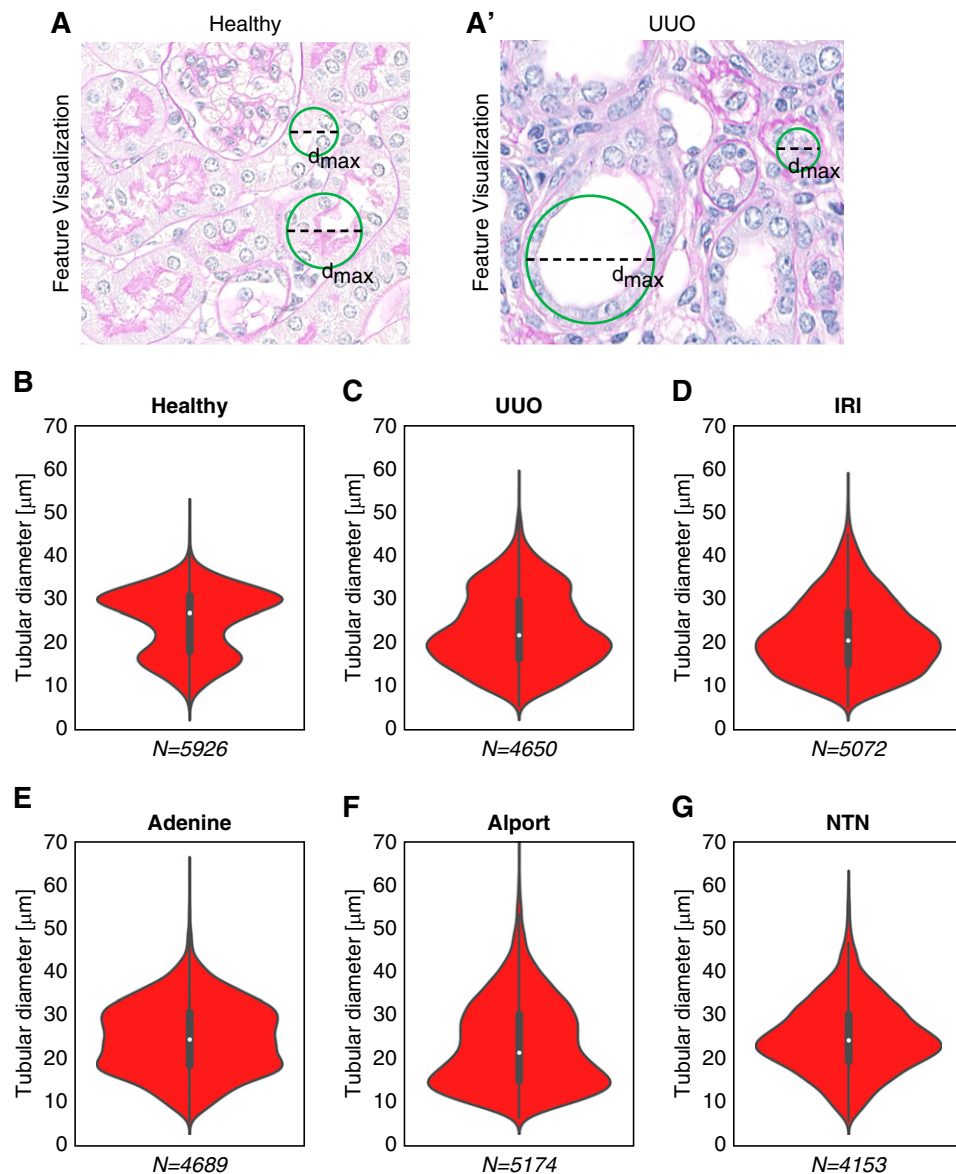 A
Healthy
Feature Visualization
dmax
dmax
A’
UUO
Feature Visualization
dmax
dmax
B
Healthy
Tubular diameter [μm]
70
60
50
40
30
20
10
0
N=5926
C
UUO
Tubular diameter [μm]
70
60
50
40
30
20
10
0
N=4650
D
IRI
Tubular diameter [μm]
70
60
50
40
30
20
10
0
N=5072
E
Adenine
Tubular diameter [μm]
70
60
50
40
30
20
10
0
N=4689
F
Alport
Tubular diameter [μm]
70
60
50
40
30
20
10
0
N=5174
G
NTN
Tubular diameter [μm]
70
60
50
40
30
20
10
0
N=4153